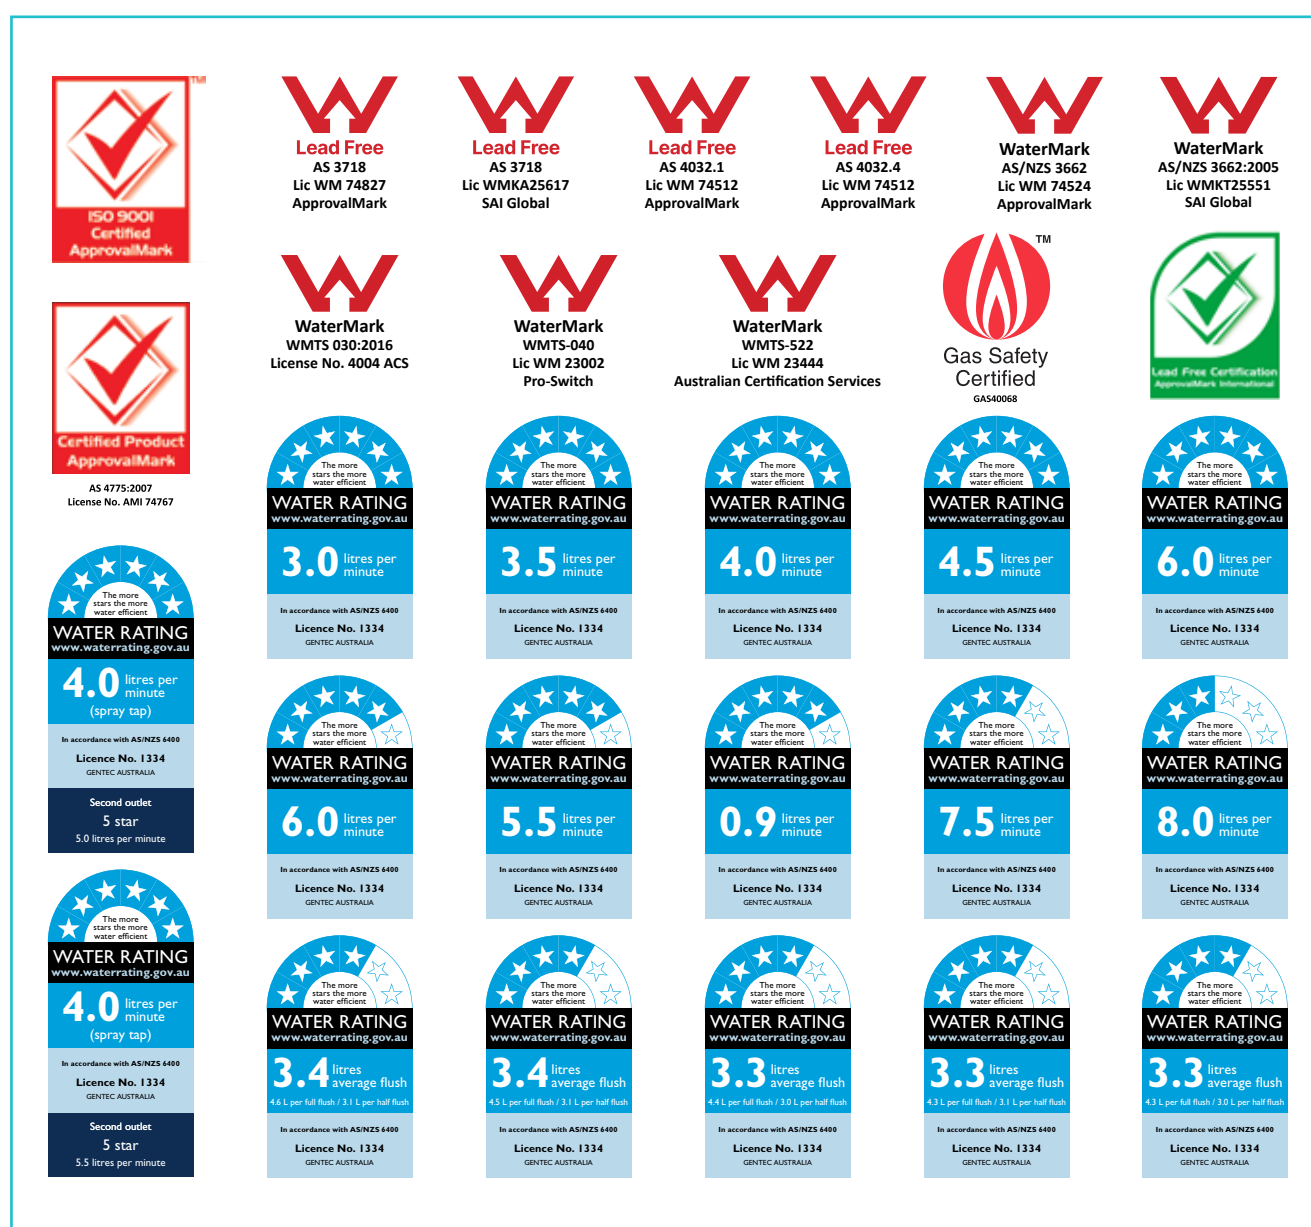 TM
ISO 9001
Certified
ApprovalMark
Lead Free
AS 3718
Lic WM 74827
ApprovalMark
Lead Free
AS 3718
Lic WMKA25617
SAI Global
Lead Free
AS 4032.1
Lic WM 74512
ApprovalMark
Lead Free
AS 4032.4
Lic WM 74512
ApprovalMark
WaterMark
AS/NZS 3662
Lic WM 74524
ApprovalMark
WaterMark
AS/NZS 3662:2005
Lic WMKT25551
SAI Global
Certified Product
ApprovalMark
AS 4775:2007
License No. AMI 74767
WaterMark
WMTS 030:2016
License No. 4004 ACS
WaterMark
WMTS-040
Lic WM 23002
Pro-Switch
WaterMark
WMTS-522
Lic WM 23444
Australian Certification Services
TM
Gas Safety
Certified
GAS40068
Lead Free Certification
ApprovalMark International
The more
stars the more
water efficient
WATER RATING
www.waterrating.gov.au
3.0 litres per
minute
In accordance with AS/NZS 6400
Licence No. 1334
GENTEC AUSTRALIA
The more
stars the more
water efficient
WATER RATING
www.waterrating.gov.au
3.5 litres per
minute
In accordance with AS/NZS 6400
Licence No. 1334
GENTEC AUSTRALIA
The more
stars the more
water efficient
WATER RATING
www.waterrating.gov.au
4.0 litres per
minute
In accordance with AS/NZS 6400
Licence No. 1334
GENTEC AUSTRALIA
The more
stars the more
water efficient
WATER RATING
www.waterrating.gov.au
4.5 litres per
minute
In accordance with AS/NZS 6400
Licence No. 1334
GENTEC AUSTRALIA
The more
stars the more
water efficient
WATER RATING
www.waterrating.gov.au
6.0 litres per
minute
In accordance with AS/NZS 6400
Licence No. 1334
GENTEC AUSTRALIA
The more
stars the more
water efficient
WATER RATING
www.waterrating.gov.au
4.0 litres per
minute
(spray tap)
In accordance with AS/NZS 6400
Licence No. 1334
GENTEC AUSTRALIA
Second outlet
5 star
5.0 litres per minute
The more
stars the more
water efficient
WATER RATING
www.waterrating.gov.au
6.0 litres per
minute
In accordance with AS/NZS 6400
Licence No. 1334
GENTEC AUSTRALIA
The more
stars the more
water efficient
WATER RATING
www.waterrating.gov.au
5.5 litres per
minute
In accordance with AS/NZS 6400
Licence No. 1334
GENTEC AUSTRALIA
The more
stars the more
water efficient
WATER RATING
www.waterrating.gov.au
0.9 litres per
minute
In accordance with AS/NZS 6400
Licence No. 1334
GENTEC AUSTRALIA
The more
stars the more
water efficient
WATER RATING
www.waterrating.gov.au
7.5 litres per
minute
In accordance with AS/NZS 6400
Licence No. 1334
GENTEC AUSTRALIA
The more
stars the more
water efficient
WATER RATING
www.waterrating.gov.au
8.0 litres per
minute
In accordance with AS/NZS 6400
Licence No. 1334
GENTEC AUSTRALIA
The more
stars the more
water efficient
WATER RATING
www.waterrating.gov.au
4.0 litres per
minute
(spray tap)
In accordance with AS/NZS 6400
Licence No. 1334
GENTEC AUSTRALIA
Second outlet
5 star
5.5 litres per minute
The more
stars the more
water efficient
WATER RATING
www.waterrating.gov.au
3.4 litres
average flush
4.6 L per full flush / 3.1 L per half flush
In accordance with AS/NZS 6400
Licence No. 1334
GENTEC AUSTRALIA
The more
stars the more
water efficient
WATER RATING
www.waterrating.gov.au
3.4 litres
average flush
4.5 L per full flush / 3.1 L per half flush
In accordance with AS/NZS 6400
Licence No. 1334
GENTEC AUSTRALIA
The more
stars the more
water efficient
WATER RATING
www.waterrating.gov.au
3.3 litres
average flush
4.4 L per full flush / 3.0 L per half flush
In accordance with AS/NZS 6400
Licence No. 1334
GENTEC AUSTRALIA
The more
stars the more
water efficient
WATER RATING
www.waterrating.gov.au
3.3 litres
average flush
4.3 L per full flush / 3.1 L per half flush
In accordance with AS/NZS 6400
Licence No. 1334
GENTEC AUSTRALIA
The more
stars the more
water efficient
WATER RATING
www.waterrating.gov.au
3.3 litres
average flush
4.3 L per full flush / 3.0 L per half flush
In accordance with AS/NZS 6400
Licence No. 1334
GENTEC AUSTRALIA